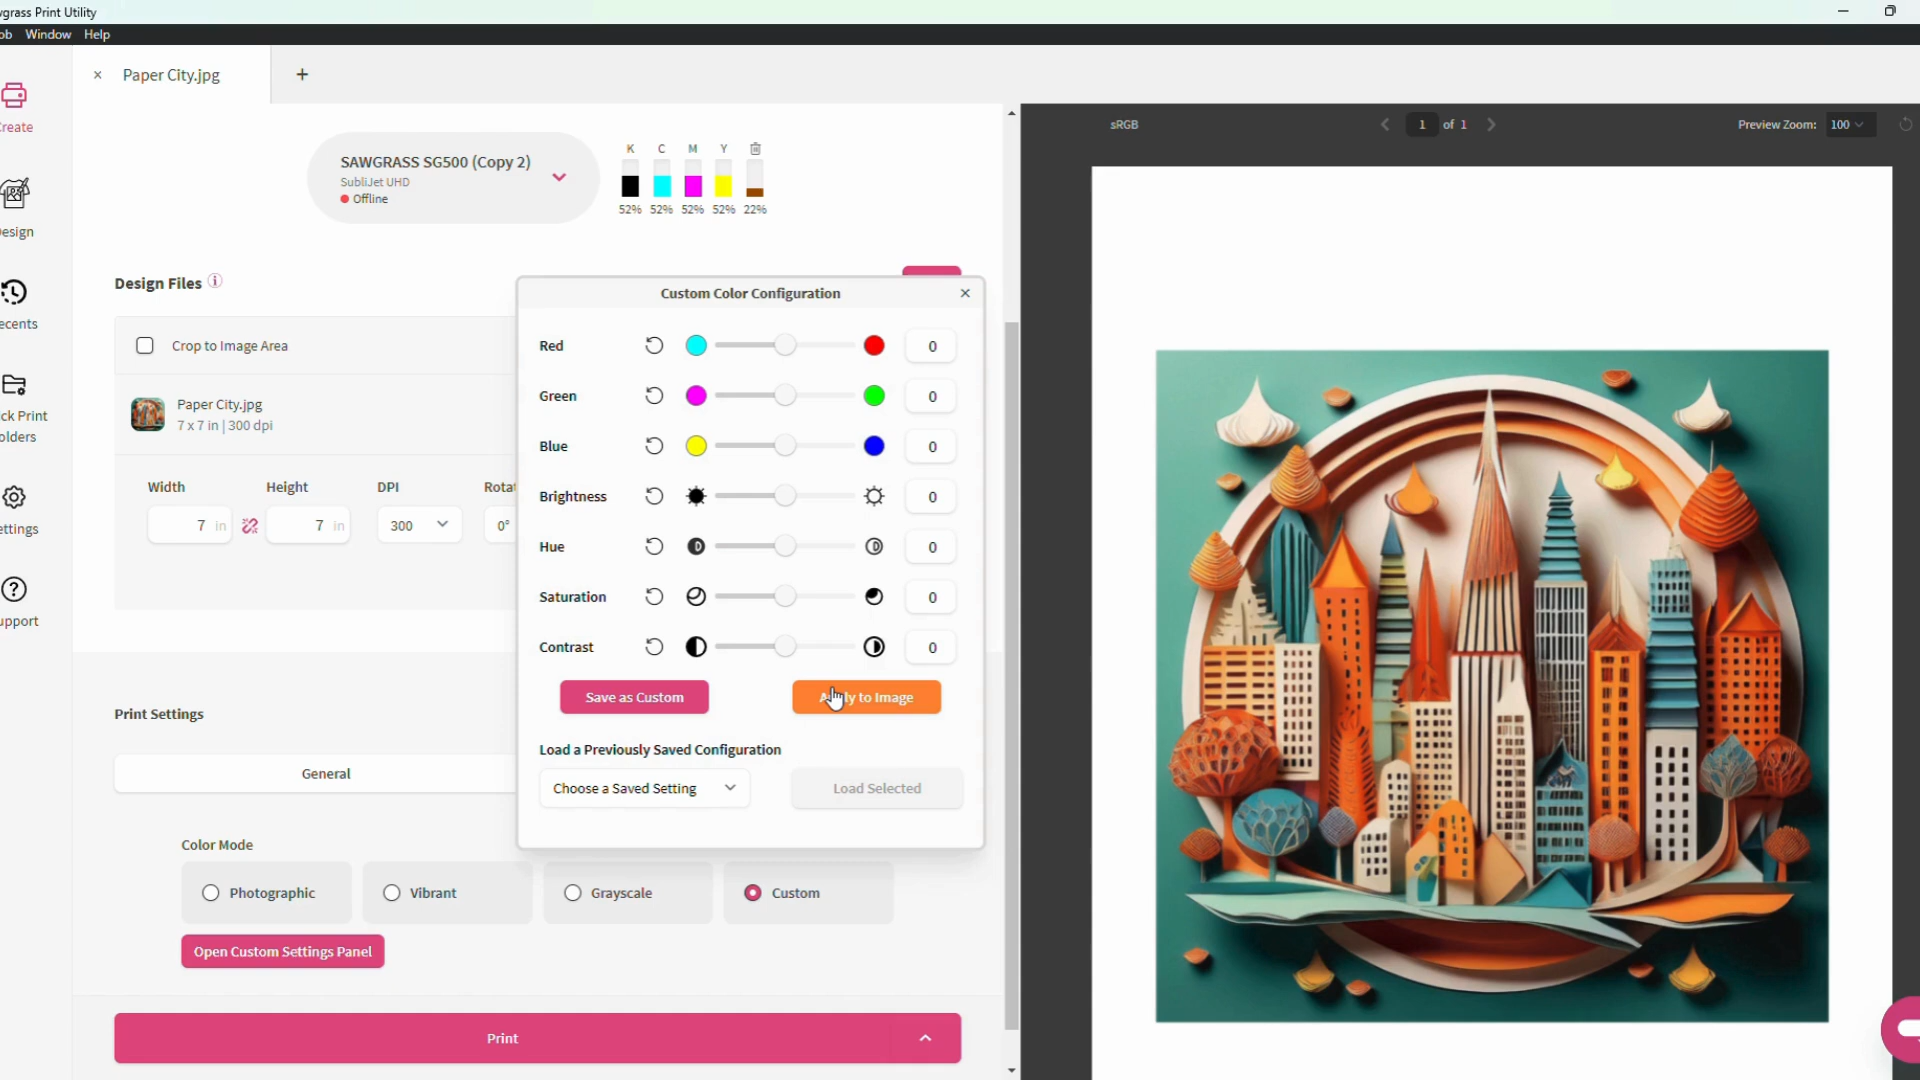 wgrass Print Utility
ob Window Help
Paper City.jpg
reate
esign
ecents
ck Print
olders
ettings
upport
SAWGRASS SG500 (Copy 2)
SubliJet UHD
Offline
K C M Y
52% 52% 52% 52% 22%
Design Files
Crop to Image Area
Paper City.jpg
7 x 7 in | 300 dpi
Width Height DPI Rotat
7 in 7 in 300 0°
Custom Color Configuration
Red 0
Green 0
Blue 0
Brightness 0
Hue 0
Saturation 0
Contrast 0
Save as Custom
A ly to Image
Load a Previously Saved Configuration
Choose a Saved Setting
Load Selected
Print Settings
General
Color Mode
Photographic
Vibrant
Grayscale
Custom
Open Custom Settings Panel
Print
sRGB
1 of 1
Preview Zoom: 100